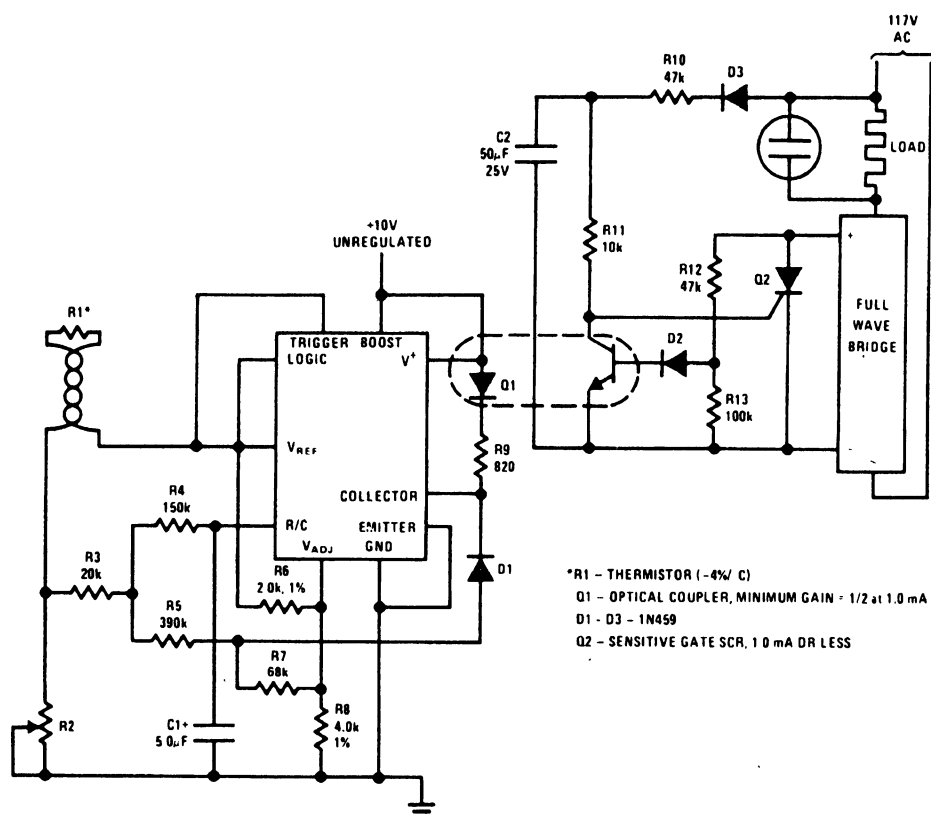 117V
AC
R10
47k
D3
C2
50µF
25V
LOAD
+10V
UNREGULATED
R11
10k
R12
47k
+
Q2
FULL
WAVE
BRIDGE
R1*
TRIGGER BOOST
LOGIC
V+
D2
Q1
R13
100k
-
VREF
R9
820
COLLECTOR
R4
150k
R/C
EMITTER
VADJ
GND
R3
20k
R6
2.0k, 1%
D1
R5
390k
R7
68k
R2
C1+
5 0µF
R8
4.0k
1%
*R1 – THERMISTOR (-4%/ C)
Q1 – OPTICAL COUPLER, MINIMUM GAIN = 1/2 at 1.0 mA
D1 - D3 – 1N459
Q2 – SENSITIVE GATE SCR, 1 0 mA DR LESS